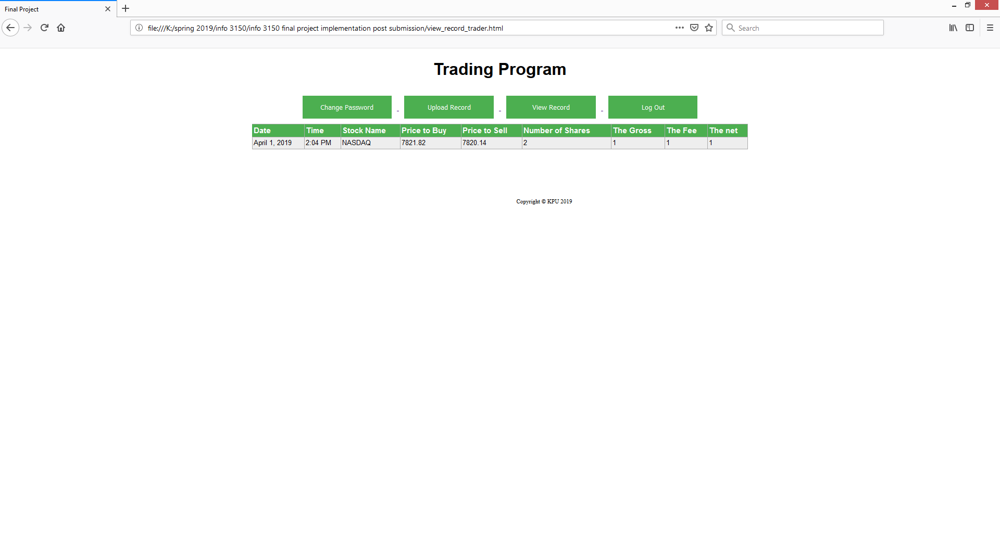 Final Project
file:///K:/spring 2019/info 3150/info 3150 final project implementation post submission/view_record_trader.html
Search
Trading Program
Change Password - Upload Record - View Record - Log Out
Date Time Stock Name Price to Buy Price to Sell Number of Shares The Gross The Fee The net
April 1, 2019 2:04 PM NASDAQ 7821.82 7820.14 2 1 1 1
Copyright © KPU 2019